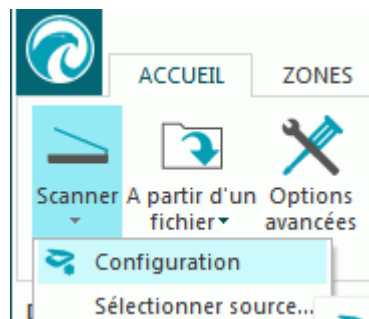 ACCUEIL ZONES
Scanner A partir d'un Options
fichier avancées
Configuration
Sélectionner source...